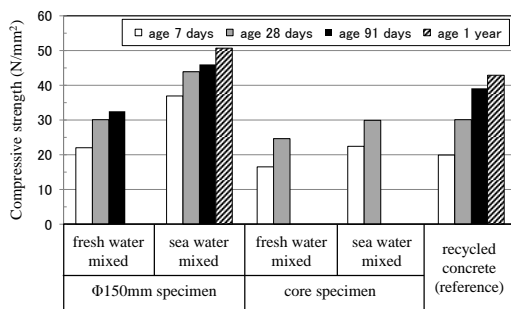 60
50
40
30
20
10
0
Compressive strength (N/mm²)
age 7 days age 28 days age 91 days age 1 year
fresh water mixed
sea water mixed
fresh water mixed
sea water mixed
recycled concrete (reference)
Φ150mm specimen
core specimen